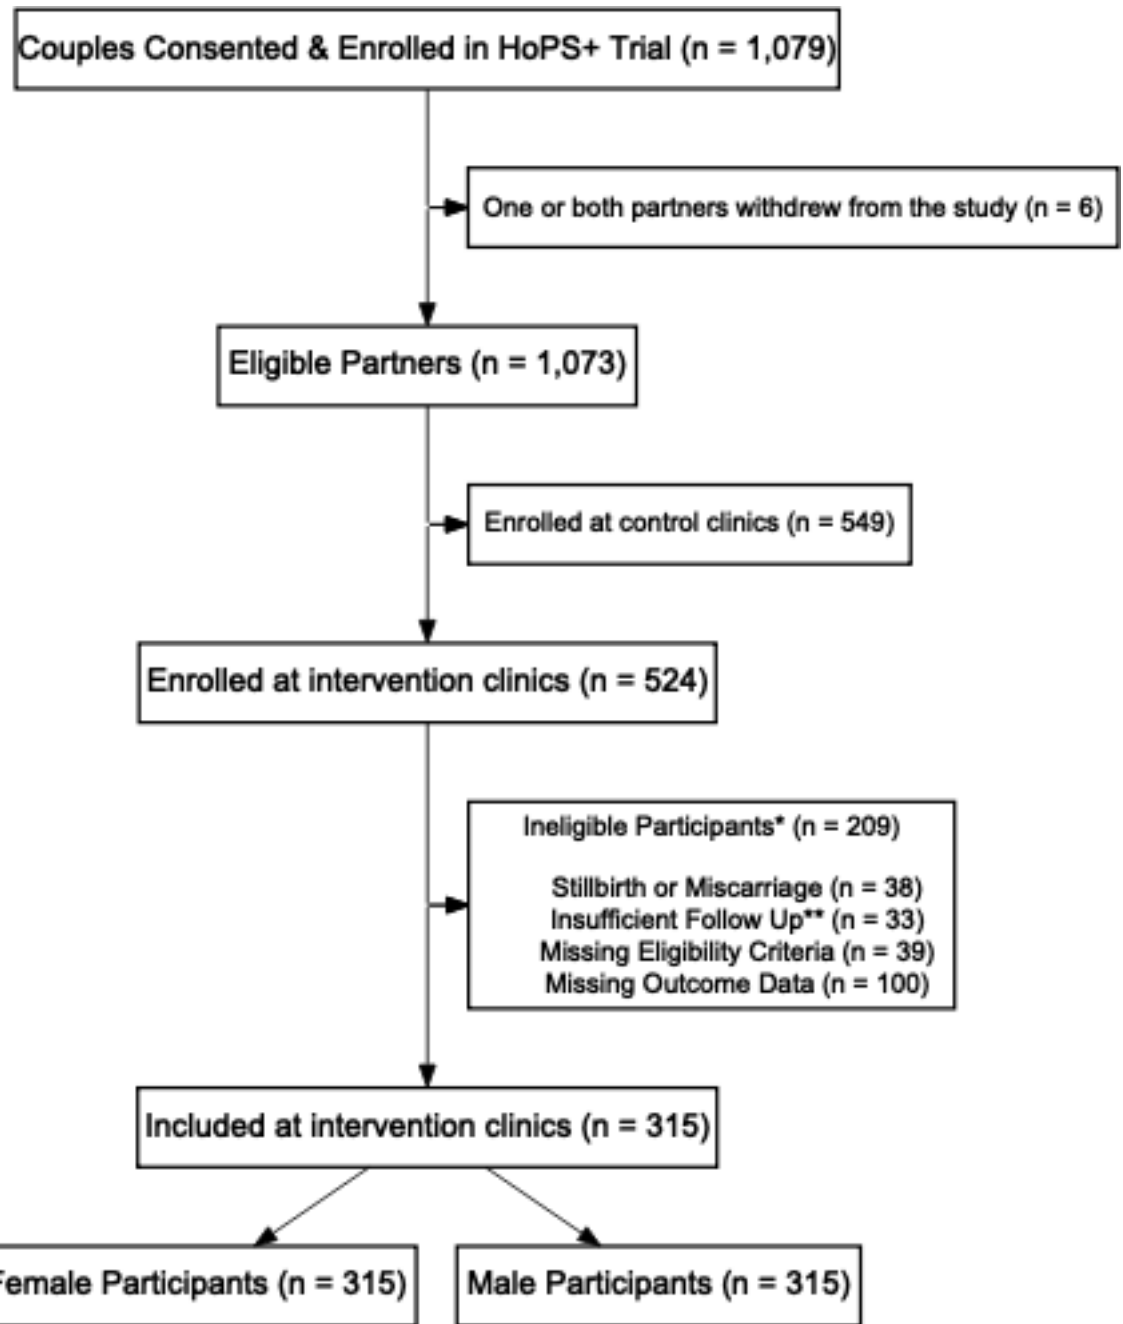 Couples Consented & Enrolled in HoPS+ Trial (n = 1,079)
One or both partners withdrew from the study (n = 6)
Eligible Partners (n = 1,073)
Enrolled at control clinics (n = 549)
Enrolled at intervention clinics (n = 524)
Ineligible Participants* (n = 209)
Stillbirth or Miscarriage (n = 38)
Insufficient Follow Up** (n = 33)
Missing Eligibility Criteria (n = 39)
Missing Outcome Data (n = 100)
Included at intervention clinics (n = 315)
Female Participants (n = 315)
Male Participants (n = 315)